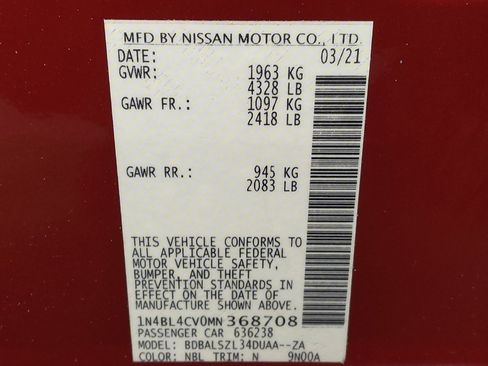 MFD BY NISSAN MOTOR CO., LTD.
DATE: 03/21
GVWR: 1963 KG
4328 LB
GAWR FR.: 1097 KG
2418 LB
GAWR RR.: 945 KG
2083 LB
THIS VEHICLE CONFORMS TO
ALL APPLICABLE FEDERAL
MOTOR VEHICLE SAFETY,
BUMPER, AND THEFT
PREVENTION STANDARDS IN
EFFECT ON THE DATE OF
MANUFACTURE SHOWN ABOVE.
1N4BL4CV0MN368708
PASSENGER CAR 636238
MODEL: BDBALSZL34DUAA--ZA
COLOR: NBL TRIM: N 9N00A